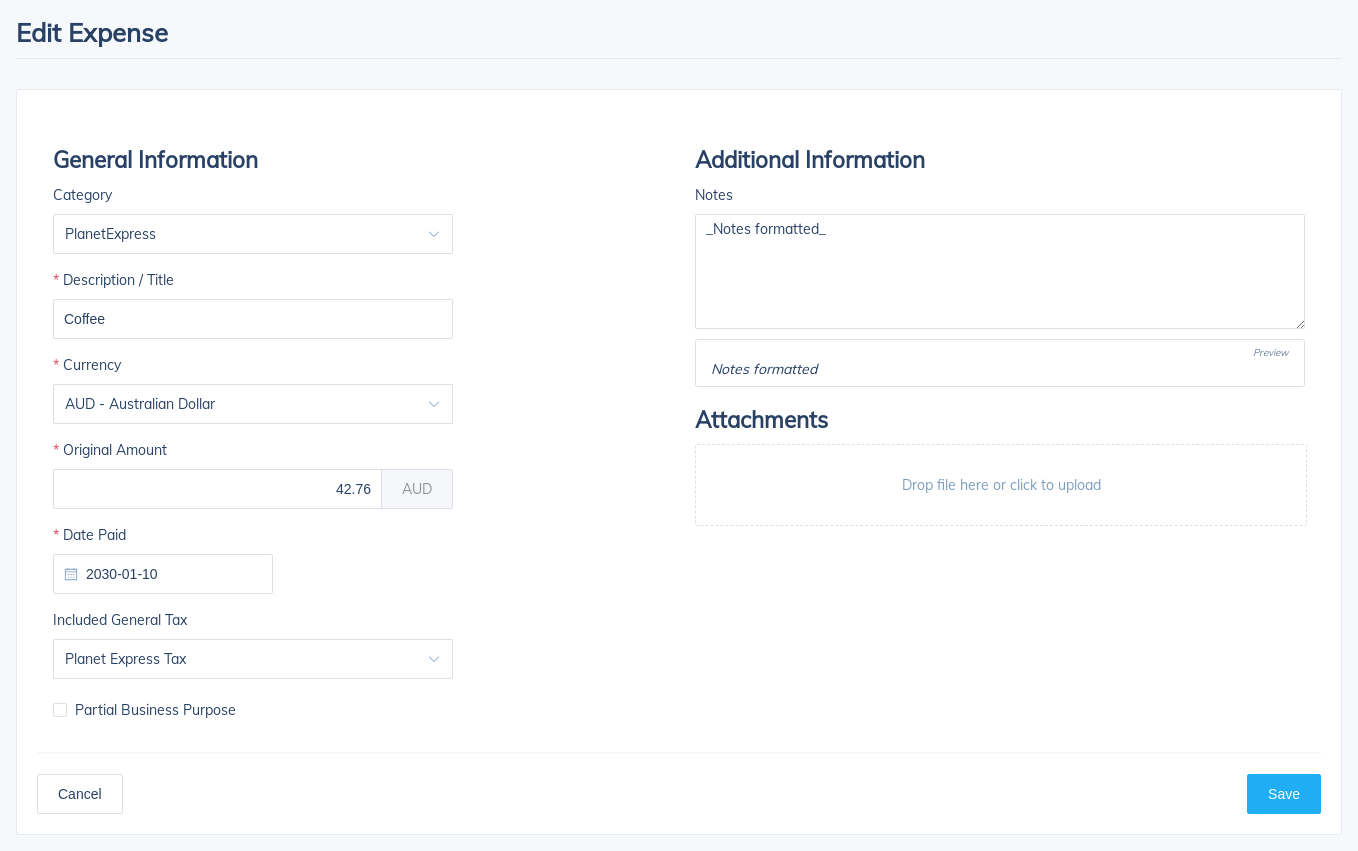 Edit Expense
General Information
Category
PlanetExpress
* Description / Title
Coffee
* Currency
AUD - Australian Dollar
* Original Amount
42.76 AUD
* Date Paid
2030-01-10
Included General Tax
Planet Express Tax
Partial Business Purpose
Additional Information
Notes
_Notes formatted_
Preview
Notes formatted
Attachments
Drop file here or click to upload
Cancel
Save